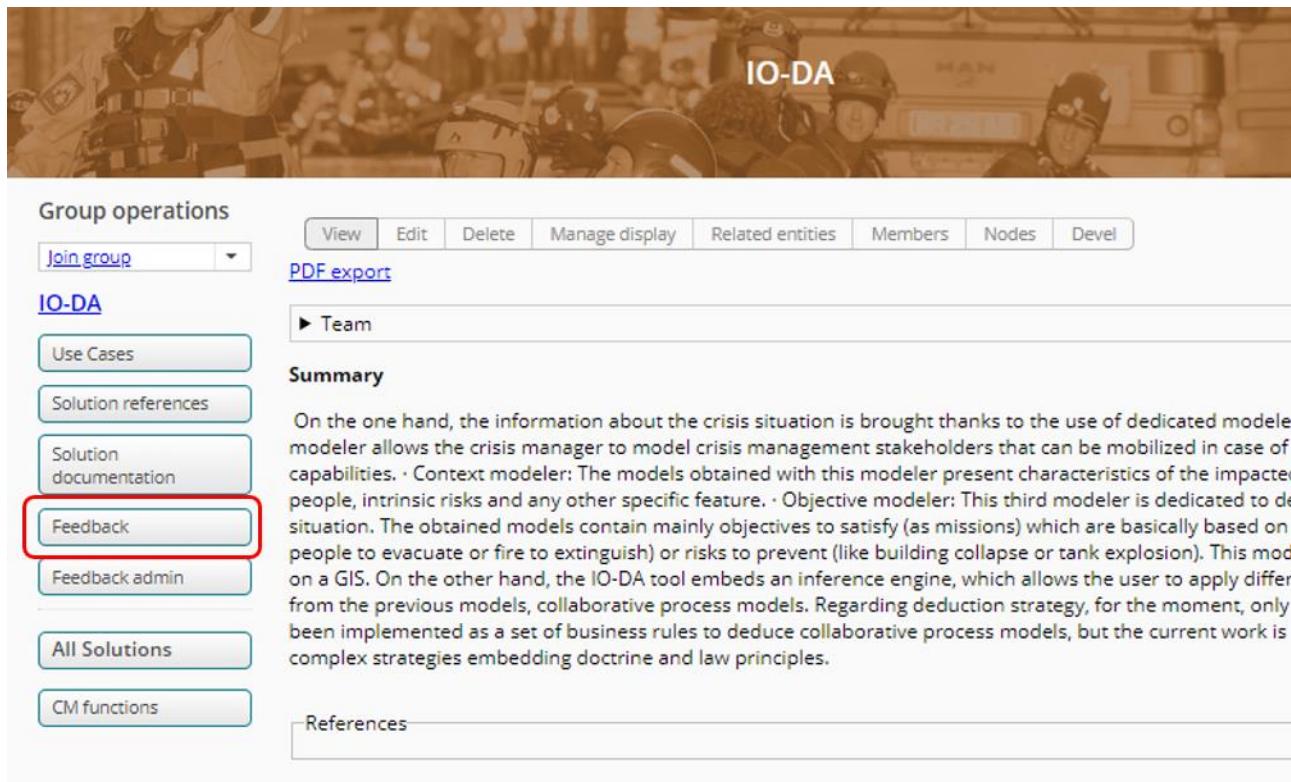 IO-DA
MAN
Group operations
Join group
IO-DA
Use Cases
Solution references
Solution
documentation
Feedback
Feedback admin
All Solutions
CM functions
View Edit Delete Manage display Related entities Members Nodes Devel
PDF export
► Team
Summary
On the one hand, the information about the crisis situation is brought thanks to the use of dedicated modele
modeler allows the crisis manager to model crisis management stakeholders that can be mobilized in case of
capabilities. · Context modeler: The models obtained with this modeler present characteristics of the impacte
people, intrinsic risks and any other specific feature. · Objective modeler: This third modeler is dedicated to de
situation. The obtained models contain mainly objectives to satisfy (as missions) which are basically based on
people to evacuate or fire to extinguish) or risks to prevent (like building collapse or tank explosion). This mod
on a GIS. On the other hand, the IO-DA tool embeds an inference engine, which allows the user to apply differ
from the previous models, collaborative process models. Regarding deduction strategy, for the moment, only
been implemented as a set of business rules to deduce collaborative process models, but the current work is
complex strategies embedding doctrine and law principles.
References